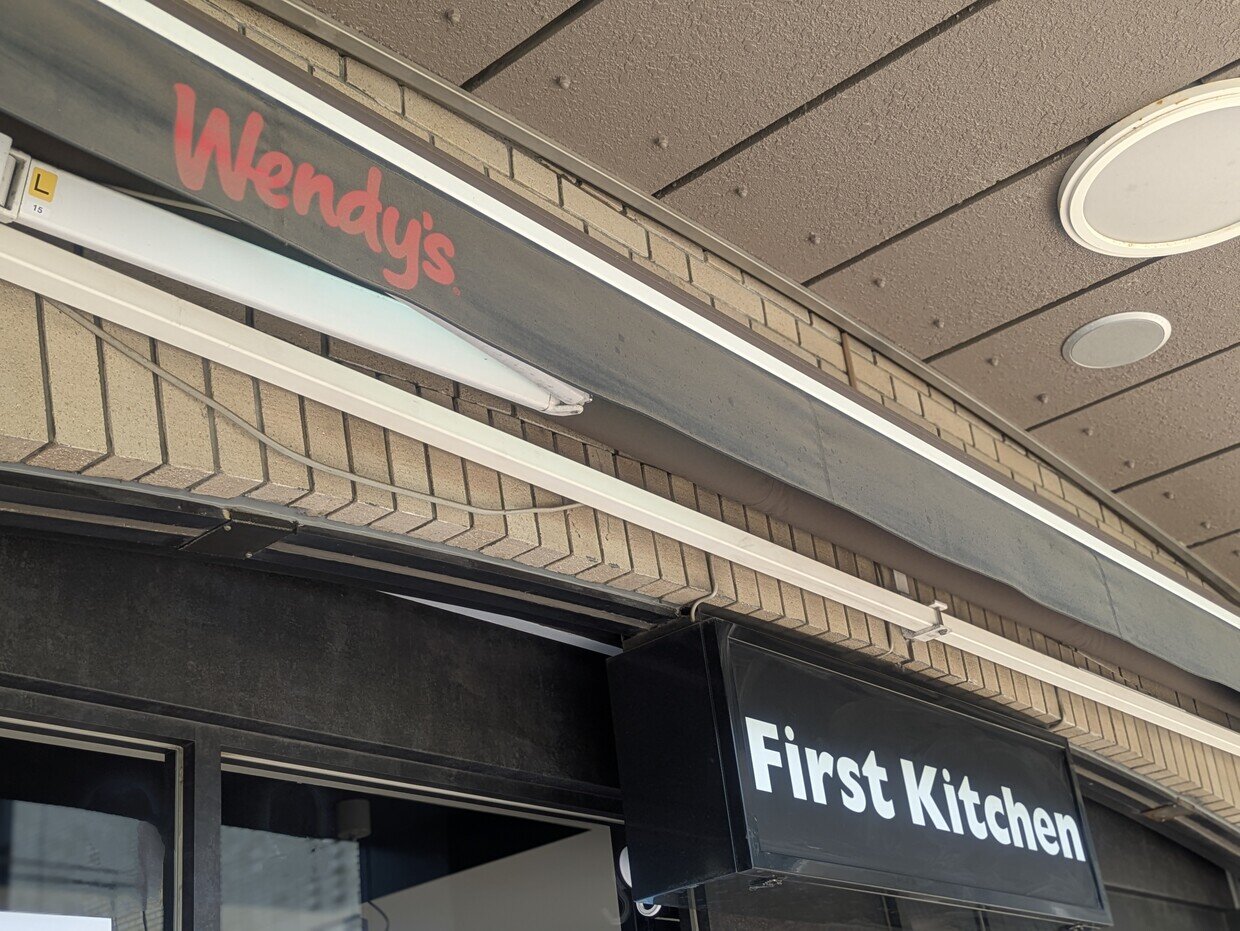 Wendy's®
L
15
First Kitchen